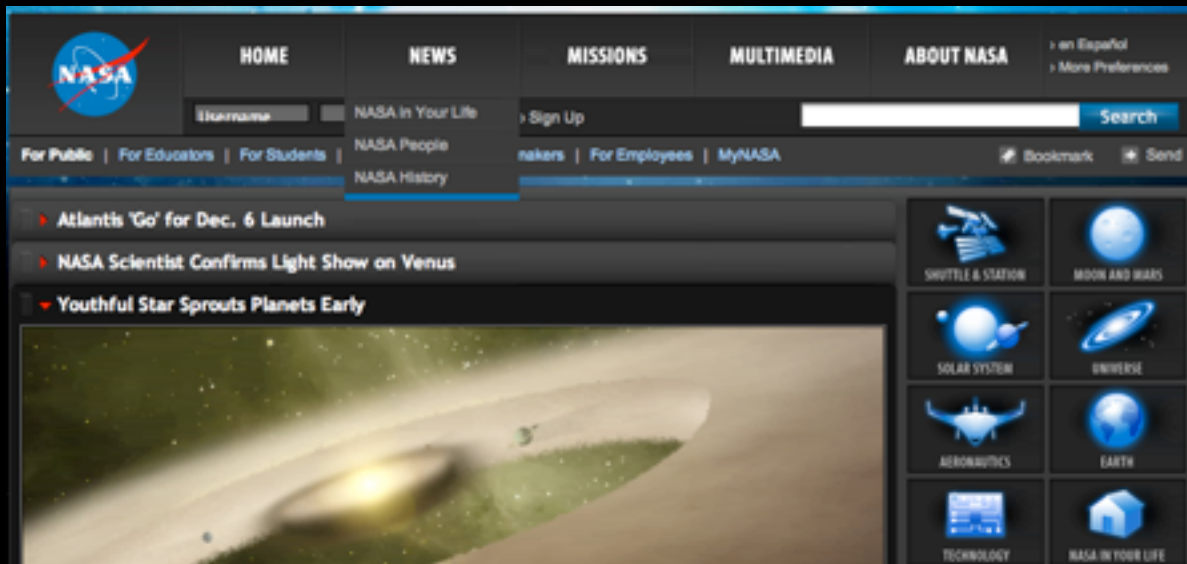 NASA
HOME NEWS MISSIONS MULTIMEDIA ABOUT NASA
› en Español
› More Preferences
Username NASA in Your Life › Sign Up Search
NASA People
For Public | For Educators | For Students | nakers | For Employees | MyNASA Bookmark Send
NASA History
Atlantis 'Go' for Dec. 6 Launch
NASA Scientist Confirms Light Show on Venus
Youthful Star Sprouts Planets Early
SHUTTLE & STATION MOON AND MARS
SOLAR SYSTEM UNIVERSE
AERONAUTICS EARTH
TECHNOLOGY NASA IN YOUR LIFE